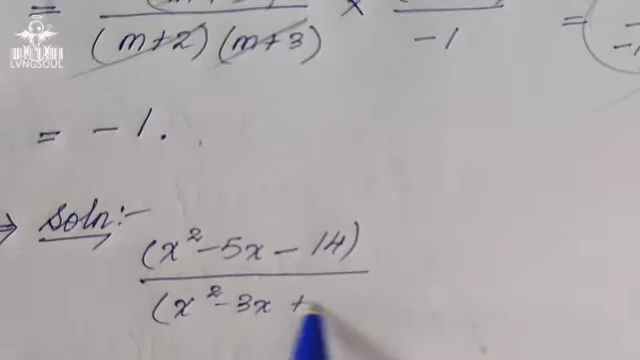 LVNGSOUL
= / (m+2) (m+3) × / -1 =
= -1.
⇒ Soln:-
(x² - 5x - 14)
(x² - 3x +